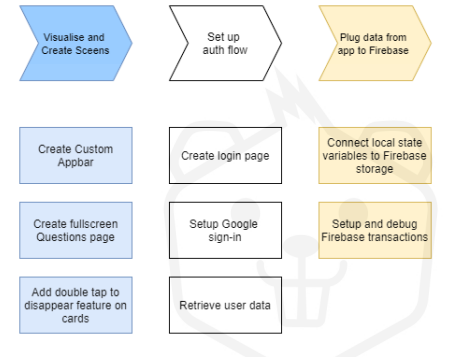 Visualise and
Create Sceens
Set up
auth flow
Plug data from
app to Firebase
Create Custom
Appbar
Create login page
Connect local state
variables to Firebase
storage
Create fullscreen
Questions page
Setup Google
sign-in
Setup and debug
Firebase transactions
Add double tap to
disappear feature on
cards
Retrieve user data